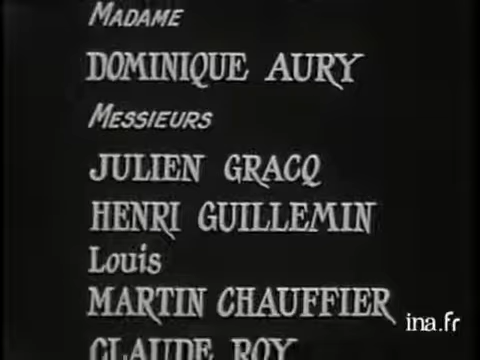 MADAME
DOMINIQUE AURY
MESSIEURS
JULIEN GRACQ
HENRI GUILLEMIN
Louis
MARTIN CHAUFFIER
CLAUDE ROY
ina.fr